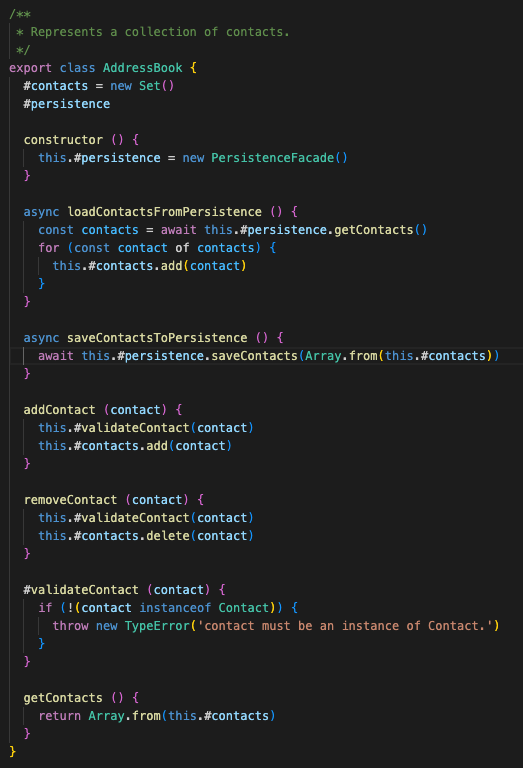 /**
 * Represents a collection of contacts.
 */
export class AddressBook {
  #contacts = new Set()
  #persistence

  constructor () {
    this.#persistence = new PersistenceFacade()
  }

  async loadContactsFromPersistence () {
    const contacts = await this.#persistence.getContacts()
    for (const contact of contacts) {
      this.#contacts.add(contact)
    }
  }

  async saveContactsToPersistence () {
    await this.#persistence.saveContacts(Array.from(this.#contacts))
  }

  addContact (contact) {
    this.#validateContact(contact)
    this.#contacts.add(contact)
  }

  removeContact (contact) {
    this.#validateContact(contact)
    this.#contacts.delete(contact)
  }

  #validateContact (contact) {
    if (!(contact instanceof Contact)) {
      throw new TypeError('contact must be an instance of Contact.')
    }
  }

  getContacts () {
    return Array.from(this.#contacts)
  }
}